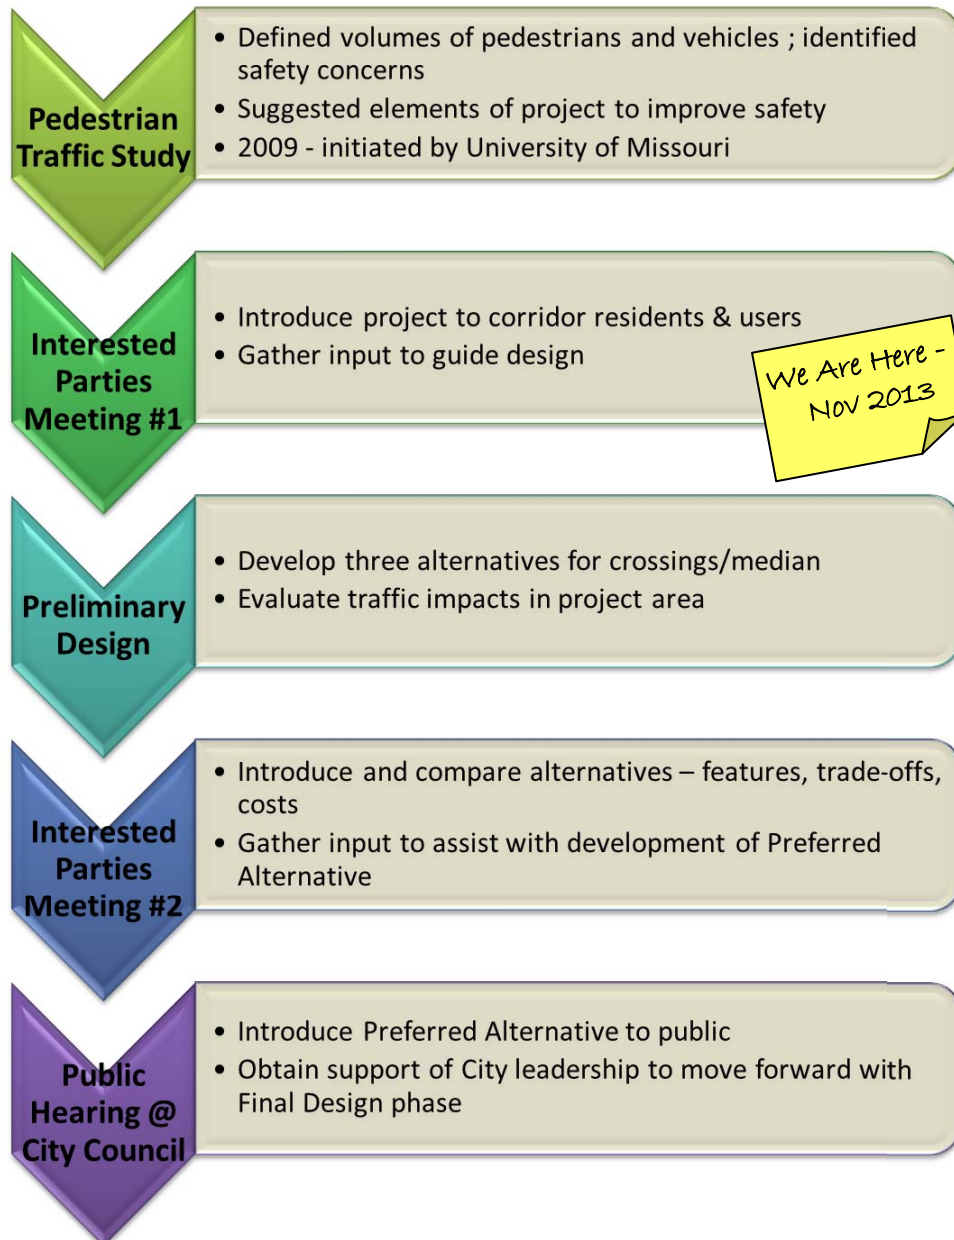 Pedestrian
Traffic Study
• Defined volumes of pedestrians and vehicles ; identified
safety concerns
• Suggested elements of project to improve safety
• 2009 - initiated by University of Missouri
Interested
Parties
Meeting #1
• Introduce project to corridor residents & users
• Gather input to guide design
We Are Here -
Nov 2013
Preliminary
Design
• Develop three alternatives for crossings/median
• Evaluate traffic impacts in project area
Interested
Parties
Meeting #2
• Introduce and compare alternatives – features, trade-offs,
costs
• Gather input to assist with development of Preferred
Alternative
Public
Hearing @
City Council
• Introduce Preferred Alternative to public
• Obtain support of City leadership to move forward with
Final Design phase